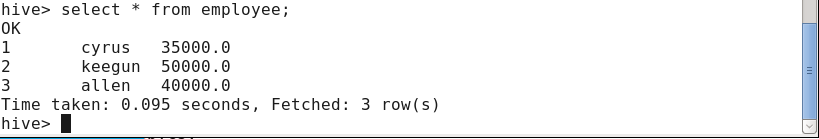 hive> select * from employee;
OK
1 cyrus 35000.0
2 keegun 50000.0
3 allen 40000.0
Time taken: 0.095 seconds, Fetched: 3 row(s)
hive>